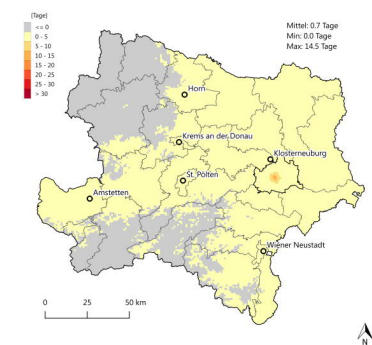 [Tage]
<= 0
0 - 5
5 - 10
10 - 15
15 - 20
20 - 25
25 - 30
> 30
Mittel: 0.7 Tage
Min: 0.0 Tage
Max: 14.5 Tage
Horn
Krems an der Donau
Klosterneuburg
St. Pölten
Amstetten
Wiener Neustadt
0 25 50 km
N